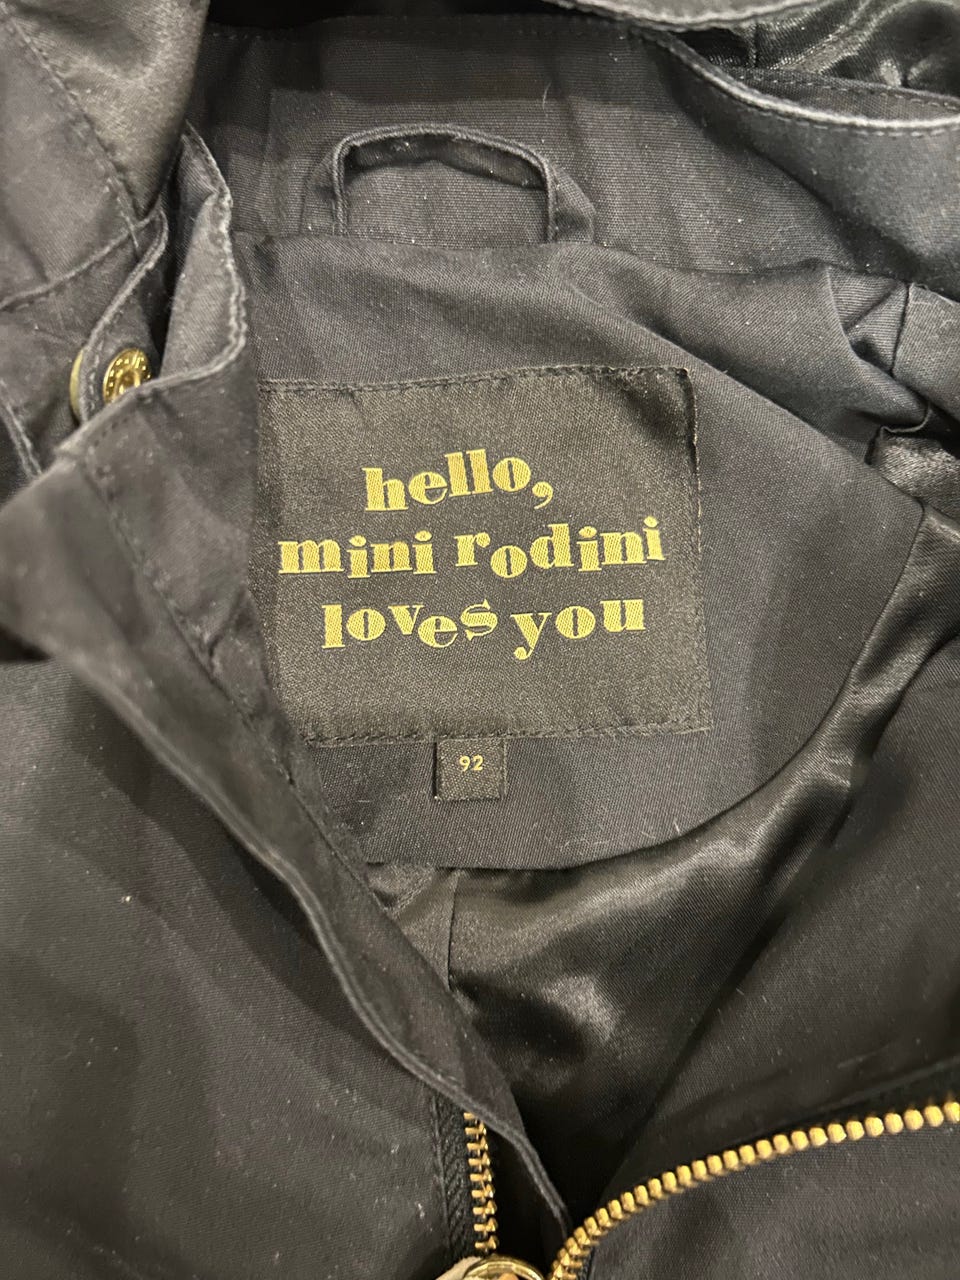 hello,
mini rodini
loves you
92